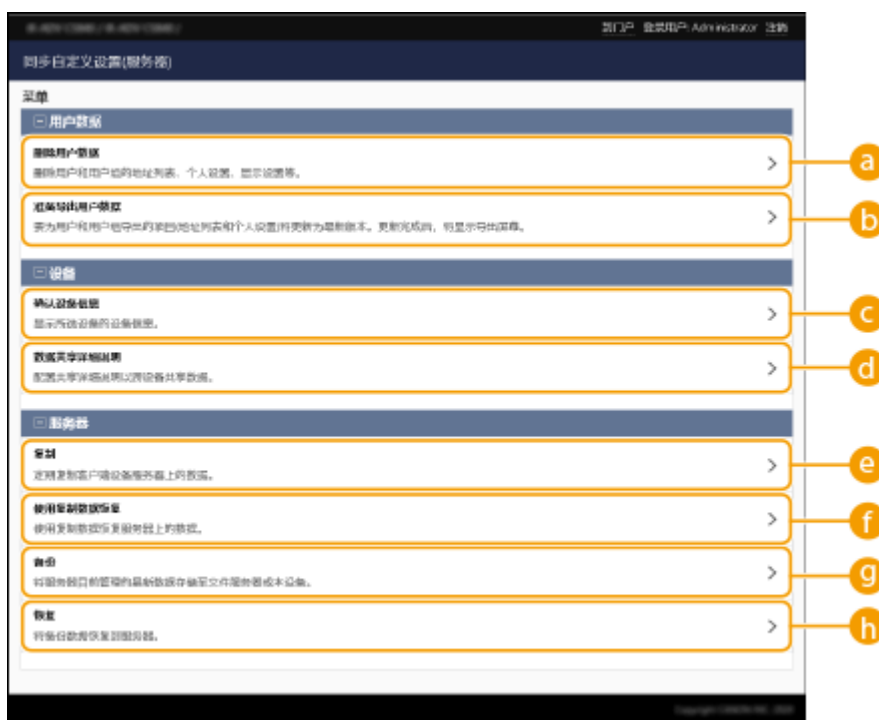 到门户 登录用户: Administrator 注销
同步自定义设置(服务器)
菜单
用户数据
删除用户数据
删除用户和用户组的地址列表、个人设置、显示设置等。
准备导出用户数据
要为用户和用户组导出的项目(地址列表和个人设置)将更新为最新版本。更新完成后，将显示导出屏幕。
设备
确认设备信息
显示所选设备的设备信息。
数据共享详细说明
配置共享详细说明以跨设备共享数据。
服务器
复制
定期复制客户端设备服务器上的数据。
使用复制数据恢复
使用复制数据恢复服务器上的数据。
备份
将服务器目前管理的最新数据存储至文件服务器或本设备。
恢复
将备份数据恢复到服务器。
a
b
c
d
e
f
g
h